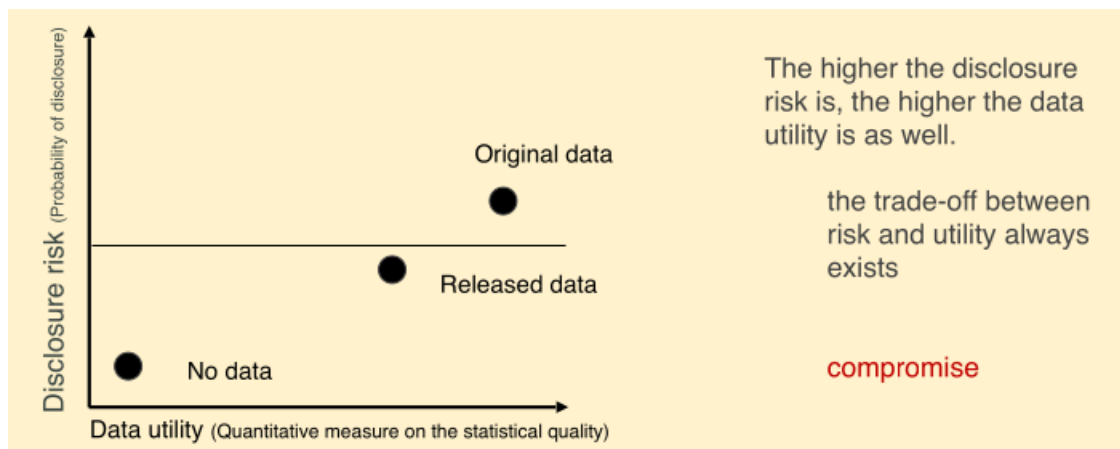 Disclosure risk (Probability of disclosure)
Original data
Released data
No data
Data utility (Quantitative measure on the statistical quality)
The higher the disclosure
risk is, the higher the data
utility is as well.
the trade-off between
risk and utility always
exists
compromise